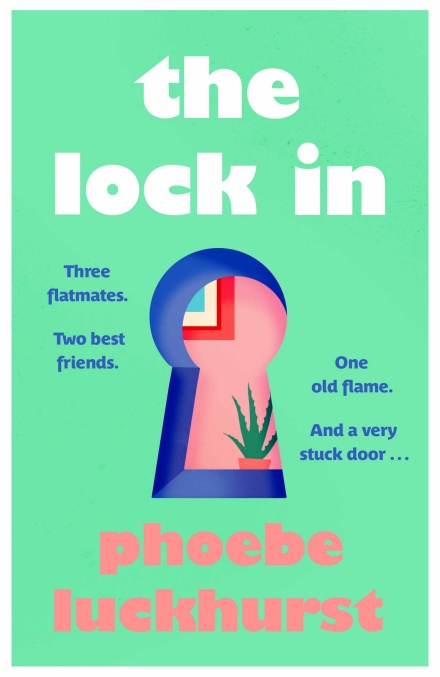 the
lock in
Three
flatmates.
Two best
friends.
One
old flame.
And a very
stuck door ...
phoebe
luckhurst